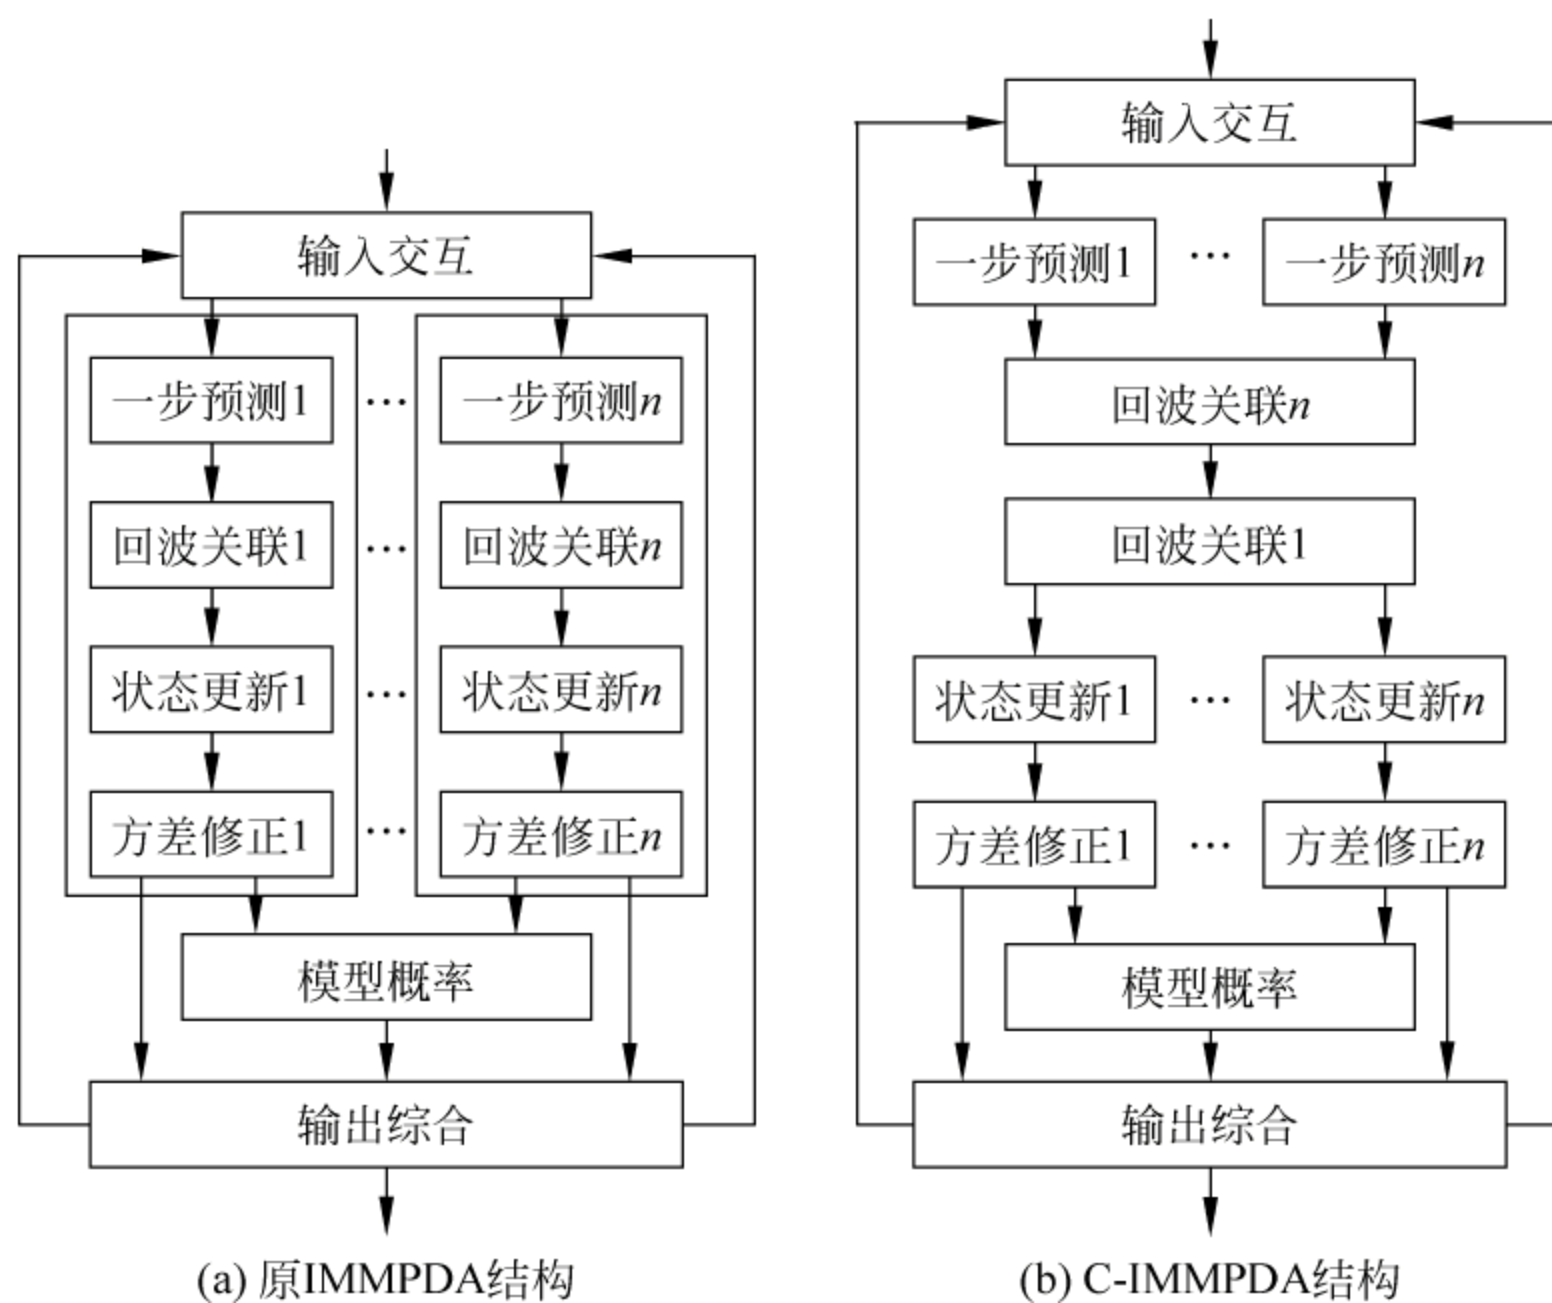 输入交互
一步预测1 … 一步预测n
回波关联1 … 回波关联n
状态更新1 … 状态更新n
方差修正1 … 方差修正n
模型概率
输出综合
(a) 原IMMPDA结构
输入交互
一步预测1 … 一步预测n
回波关联n
回波关联1
状态更新1 … 状态更新n
方差修正1 … 方差修正n
模型概率
输出综合
(b) C-IMMPDA结构